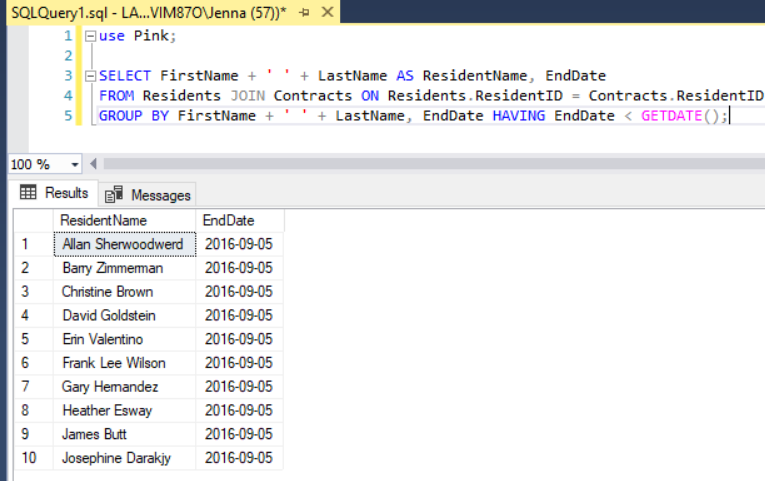 SQLQuery1.sql - LA...VIM87O\Jenna (57))*
1 use Pink;
2
3 SELECT FirstName + ' ' + LastName AS ResidentName, EndDate
4 FROM Residents JOIN Contracts ON Residents.ResidentID = Contracts.ResidentID
5 GROUP BY FirstName + ' ' + LastName, EndDate HAVING EndDate < GETDATE();
100 %
Results Messages
ResidentName EndDate
1 Allan Sherwoodwerd 2016-09-05
2 Barry Zimmerman 2016-09-05
3 Christine Brown 2016-09-05
4 David Goldstein 2016-09-05
5 Erin Valentino 2016-09-05
6 Frank Lee Wilson 2016-09-05
7 Gary Hernandez 2016-09-05
8 Heather Esway 2016-09-05
9 James Butt 2016-09-05
10 Josephine Darakjy 2016-09-05